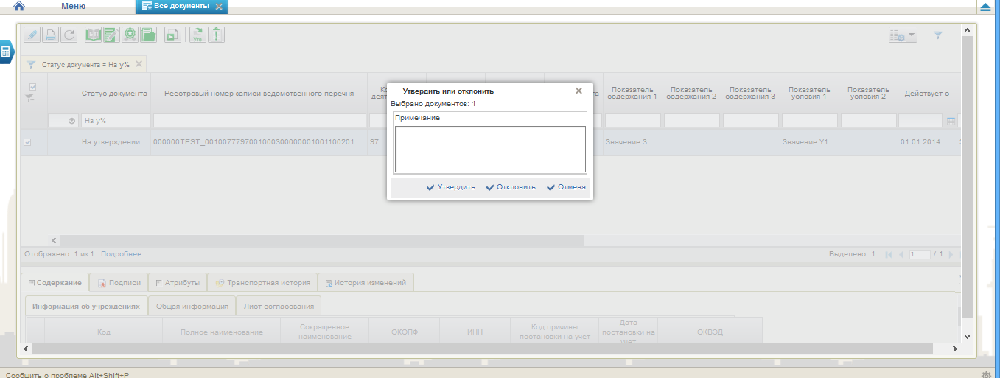 Меню
Все документы
Утв
Статус документа = На у%
Статус документа
Реестровый номер записи ведомственного перечня
Показатель содержания 1
Показатель содержания 2
Показатель содержания 3
Показатель условия 1
Показатель условия 2
Действует с
На у%
На утверждении
000000TEST_00100777970010003000000010011002​01
97
Значение 3
Значение У1
01.01.2014
Утвердить или отклонить
Выбрано документов: 1
Примечание
Утвердить
Отклонить
Отмена
Отображено: 1 из 1 Подробнее...
Выделено: 1
1 / 1
Содержание
Подписи
Атрибуты
Транспортная история
История изменений
Информация об учреждениях
Общая информация
Лист согласования
Код
Полное наименование
Сокращенное наименование
ОКОПФ
ИНН
Код причины постановки на учет
Дата постановки на учет
ОКВЭД
Сообщить о проблеме Alt+Shift+P